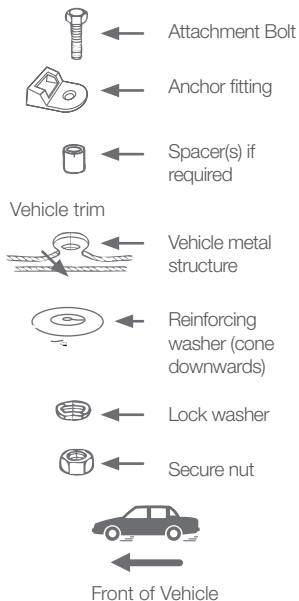 Attachment Bolt
Anchor fitting
Spacer(s) if
required
Vehicle trim
Vehicle metal
structure
Reinforcing
washer (cone
downwards)
Lock washer
Secure nut
Front of Vehicle